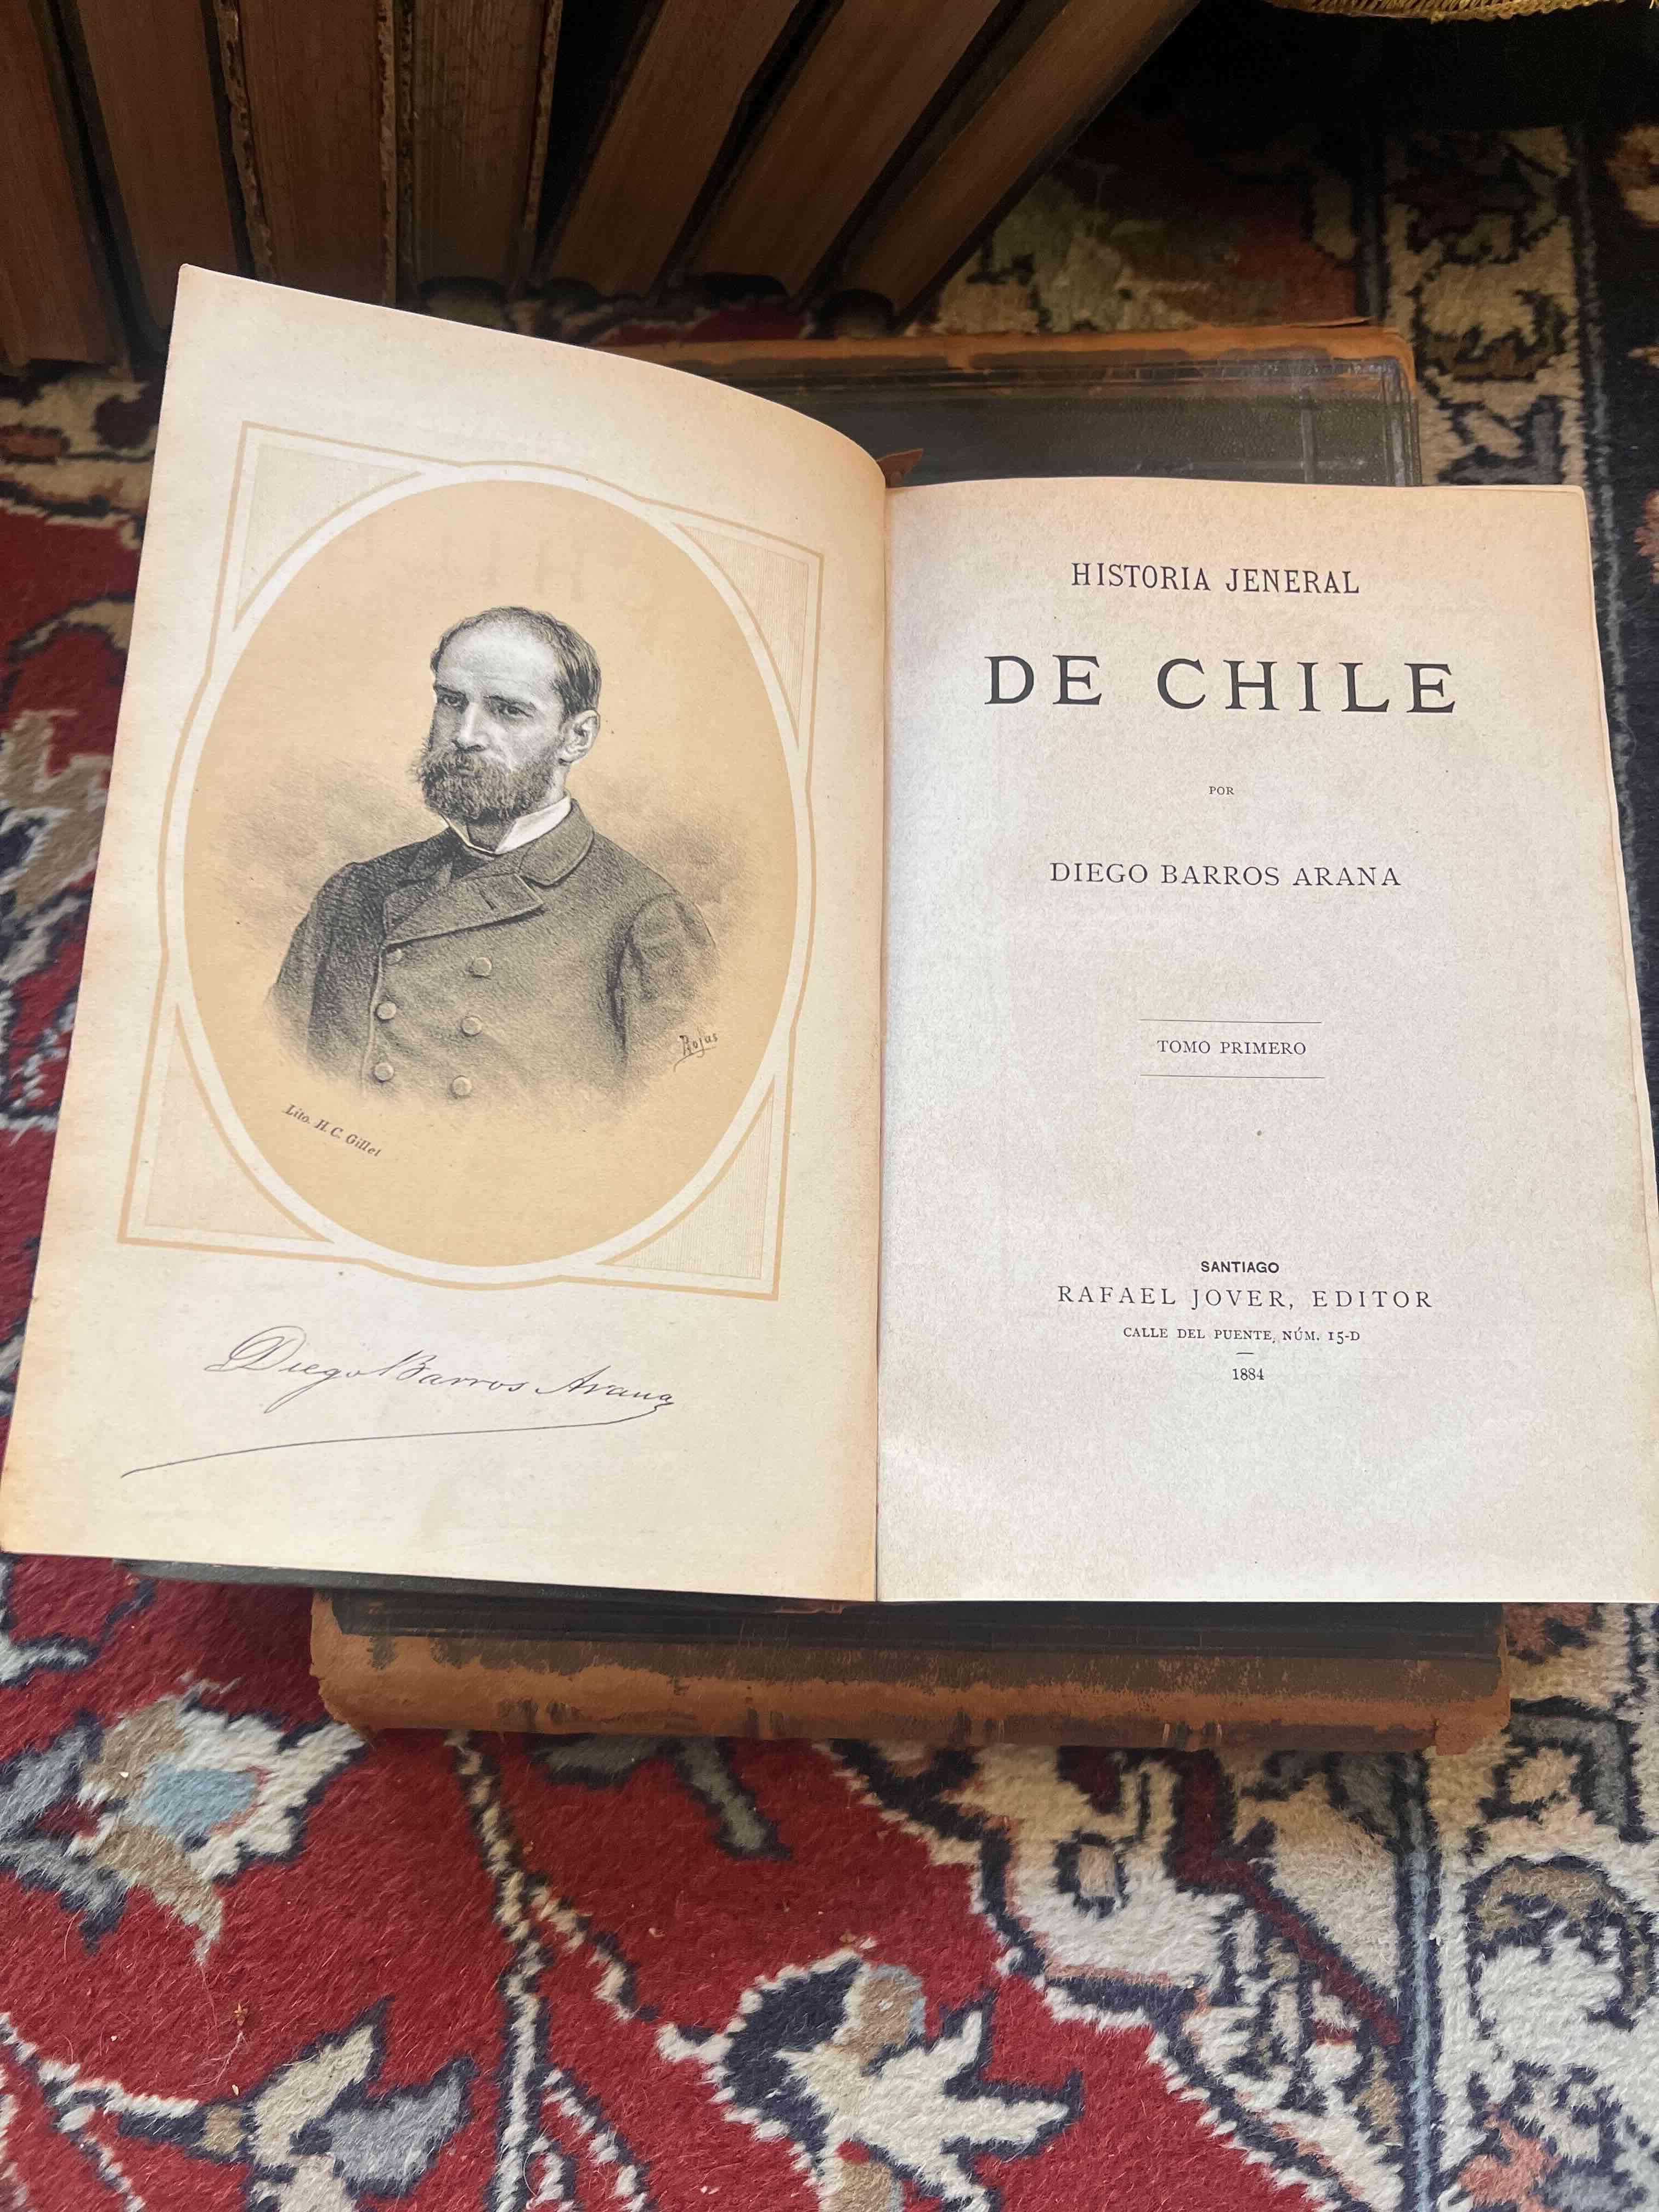 Rojas
Lito. H. C. Gillet
Diego Barros Arana
HISTORIA JENERAL
DE CHILE
POR
DIEGO BARROS ARANA
TOMO PRIMERO
SANTIAGO
RAFAEL JOVER, EDITOR
CALLE DEL PUENTE, NÚM. 15-D
1884